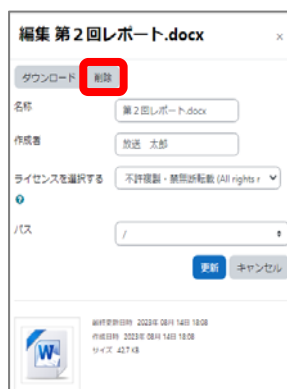 編集 第２回レポート.docx ×
ダウンロード 削除
名称 第２回レポート.docx
作成者 放送 太郎
ライセンスを選択する 不許複製・禁無断転載 (All rights r
?
パス /
更新 キャンセル
最終更新日時 2023年 08月 14日 18:08
作成日時 2023年 08月 14日 18:08
サイズ 42.7 KB
W